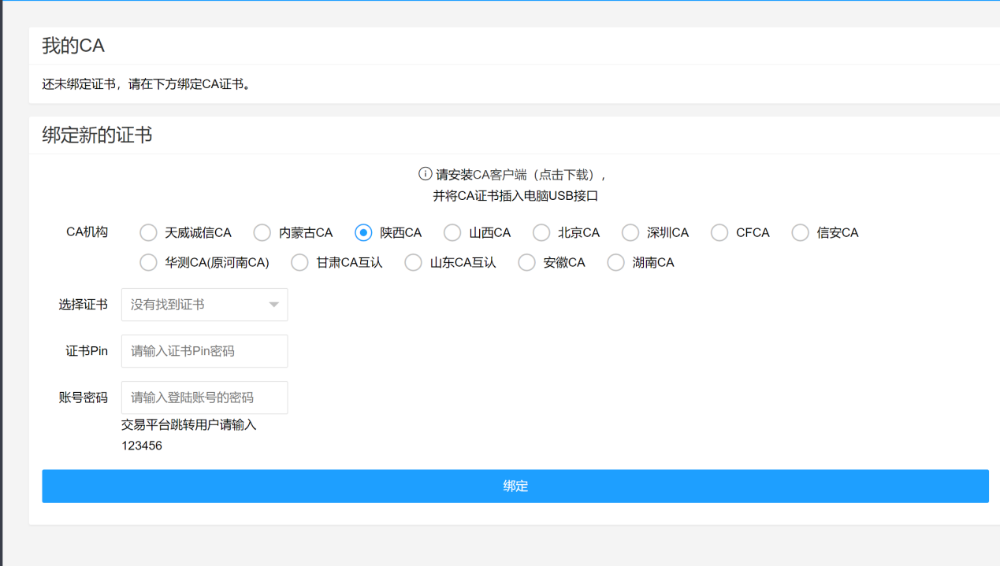 我的CA
还未绑定证书，请在下方绑定CA证书。
绑定新的证书
请安装CA客户端（点击下载），
并将CA证书插入电脑USB接口
CA机构 天威诚信CA 内蒙古CA 陕西CA 山西CA 北京CA 深圳CA CFCA 信安CA
华测CA(原河南CA) 甘肃CA互认 山东CA互认 安徽CA 湖南CA
选择证书 没有找到证书
证书Pin 请输入证书Pin密码
账号密码 请输入登陆账号的密码
交易平台跳转用户请输入
123456
绑定